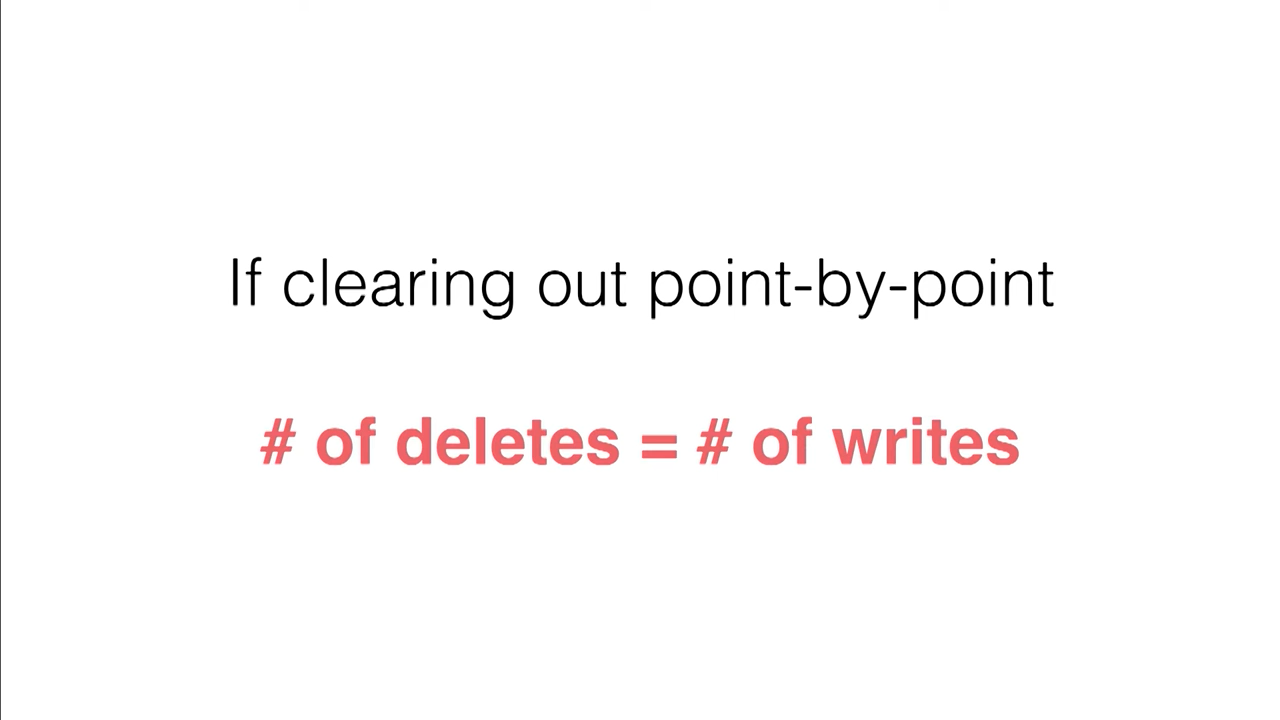 If clearing out point-by-point
# of deletes = # of writes